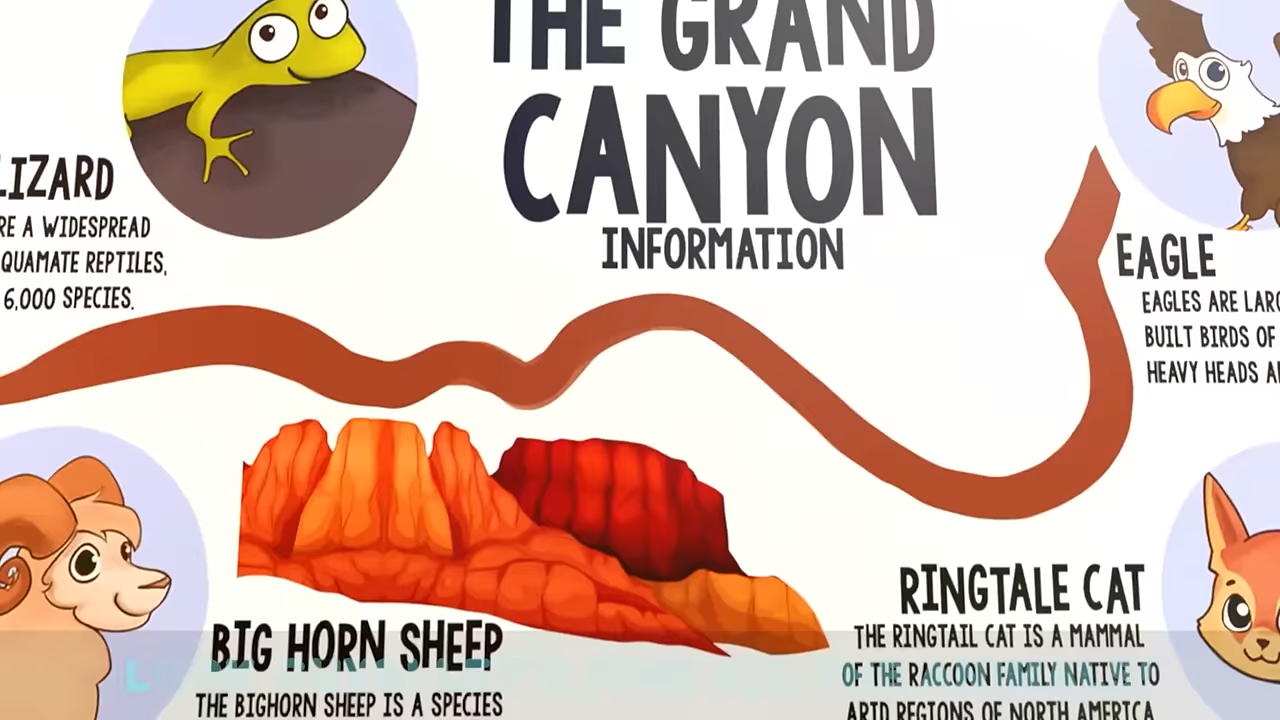 THE GRAND
CANYON
INFORMATION
LIZARD
RE A WIDESPREAD
QUAMATE REPTILES,
6,000 SPECIES.
EAGLE
EAGLES ARE LARG
BUILT BIRDS OF
HEAVY HEADS A
BIG HORN SHEEP
THE BIGHORN SHEEP IS A SPECIES
RINGTALE CAT
THE RINGTAIL CAT IS A MAMMAL
OF THE RACCOON FAMILY NATIVE TO
ARID REGIONS OF NORTH AMERICA